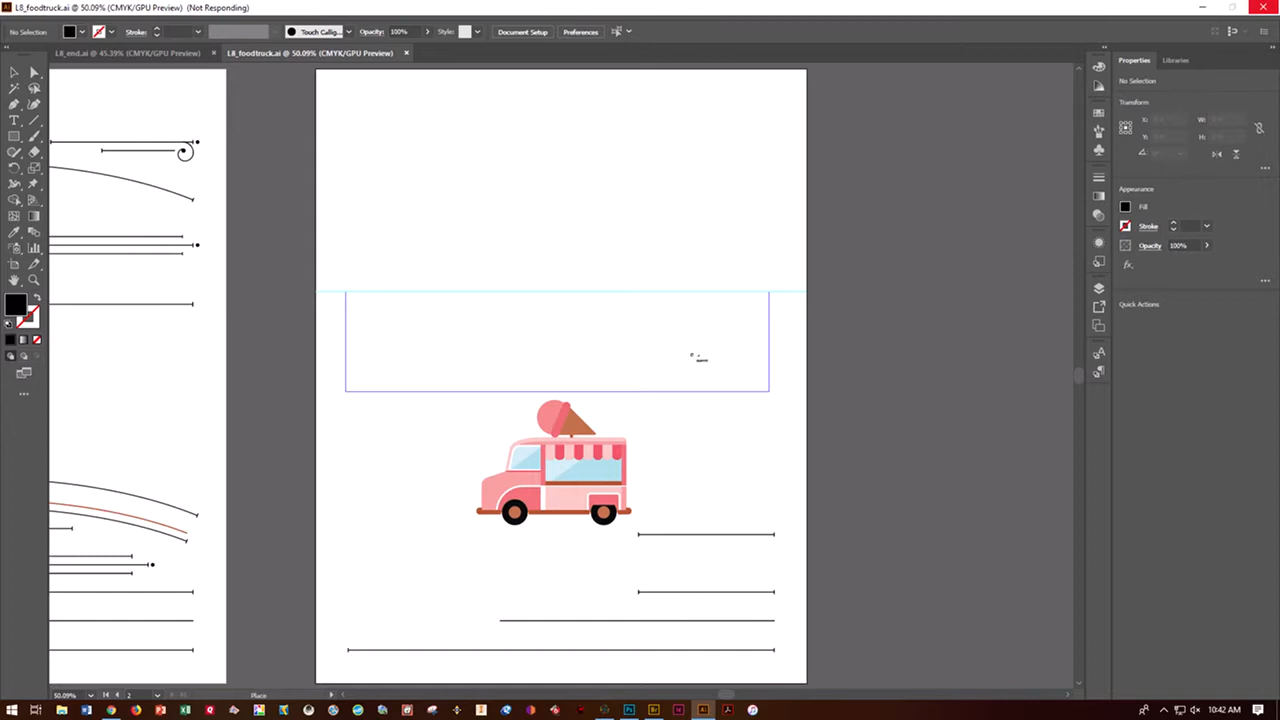 L8_foodtruck.ai @ 50.09% (CMYK/GPU Preview) (Not Responding)
No Selection Stroke: Touch Callig... Opacity: 100% Style: Document Setup Preferences
L8_end.ai @ 45.39% (CMYK/GPU Preview) × L8_foodtruck.ai @ 50.09% (CMYK/GPU Preview) ×
Properties Libraries
No Selection
Transform
X: W:
Y: H:
Appearance
Fill
Stroke
Opacity 100%
fx.
Quick Actions
50.09% 2 Place
10:42 AM